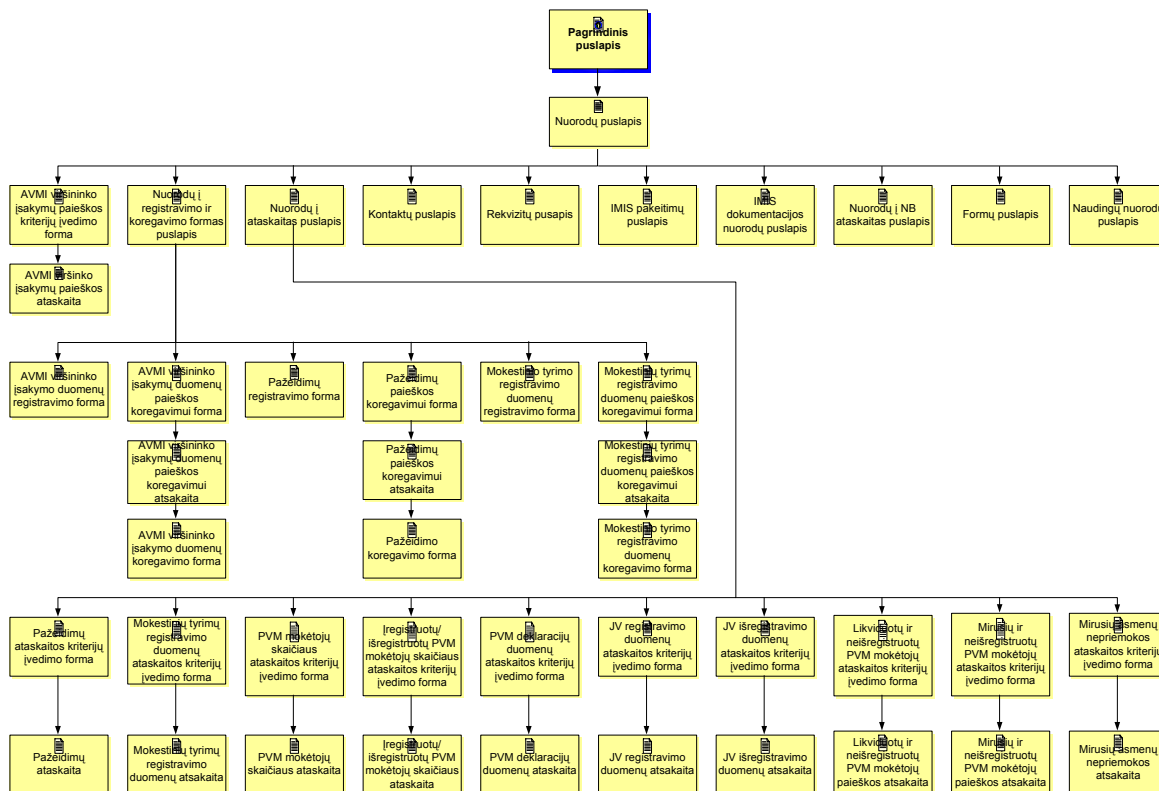 Pagrindinis
puslapis
Nuorodų puslapis
AVMI viršininko
įsakymų paieškos
kriterijų įvedimo
forma
Nuorodų į
registravimo ir
koregavimo formas
puslapis
Nuorodų į
ataskaitas puslapis
Kontaktų puslapis
Rekvizitų pusapis
IMIS pakeitimų
puslapis
IMIS
dokumentacijos
nuorodų puslapis
Nuorodų į NB
ataskaitas puslapis
Formų puslapis
Naudingų nuorodų
puslapis
AVMI viršinko
įsakymų paieškos
ataskaita
AVMI viršininko
įsakymo duomenų
registravimo forma
AVMI viršininko
įsakymų duomenų
paieškos
koregavimui forma
Pažeidimų
registravimo forma
Pažeidimų
paieškos
koregavimui forma
Mokestinio tyrimo
registravimo
duomenų
registravimo forma
Mokestinių tyrimų
registravimo
duomenų paieškos
koregavimui forma
AVMI viršininko
įsakymų duomenų
paieškos
koregavimui
atsakaita
Pažeidimų
paieškos
koregavimui
atsakaita
Mokestinių tyrimų
registravimo
duomenų paieškos
koregavimui
atsakaita
AVMI viršininko
įsakymo duomenų
koregavimo forma
Pažeidimo
koregavimo forma
Mokestinio tyrimo
registravimo
duomenų
koregavimo forma
Pažeidimų
ataskaitos kriterijų
įvedimo forma
Mokestinių tyrimų
registravimo
duomenų
ataskaitos kriterijų
įvedimo forma
PVM mokėtojų
skaičiaus
ataskaitos kriterijų
įvedimo forma
Įregistruotų/
išregistruotų PVM
mokėtojų skaičiaus
ataskaitos kriterijų
įvedimo forma
PVM deklaracijų
duomenų
ataskaitos kriterijų
įvedimo forma
JV registravimo
duomenų
ataskaitos kriterijų
įvedimo forma
JV išregistravimo
duomenų
ataskaitos kriterijų
įvedimo forma
Likviduotų ir
neišregistruotų
PVM mokėtojų
ataskaitos kriterijų
įvedimo forma
Mirusių ir
neišregistruotų
PVM mokėtojų
ataskaitos kriterijų
įvedimo forma
Mirusių asmenų
nepriemokos
ataskaitos kriterijų
įvedimo forma
Pažeidimų
ataskaita
Mokestinių tyrimų
registravimo
duomenų atsakaita
PVM mokėtojų
skaičiaus ataskaita
Įregistruotų/
išregistruotų PVM
mokėtojų skaičiaus
ataskaita
PVM deklaracijų
duomenų ataskaita
JV registravimo
duomenų atsakaita
JV išregistravimo
duomenų atsakaita
Likviduotų ir
neišregistruotų
PVM mokėtojų
paieškos atsakaita
Mirusių ir
neišregistruotų
PVM mokėtojų
paieškos atsakaita
Mirusių asmenų
nepriemokos
atsakaita